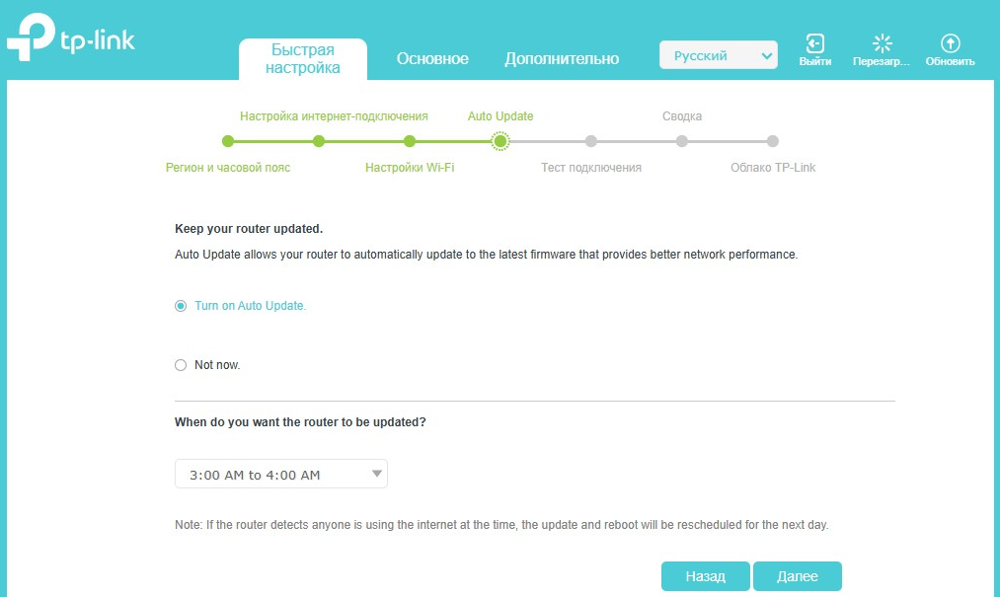 tp-link
Быстрая
настройка
Основное
Дополнительно
Русский
Выйти
Перезагр...
Обновить
Настройка интернет-подключения
Auto Update
Сводка
Регион и часовой пояс
Настройки Wi-Fi
Тест подключения
Облако TP-Link
Keep your router updated.
Auto Update allows your router to automatically update to the latest firmware that provides better network performance.
Turn on Auto Update.
Not now.
When do you want the router to be updated?
3:00 AM to 4:00 AM
Note: If the router detects anyone is using the internet at the time, the update and reboot will be rescheduled for the next day.
Назад
Далее